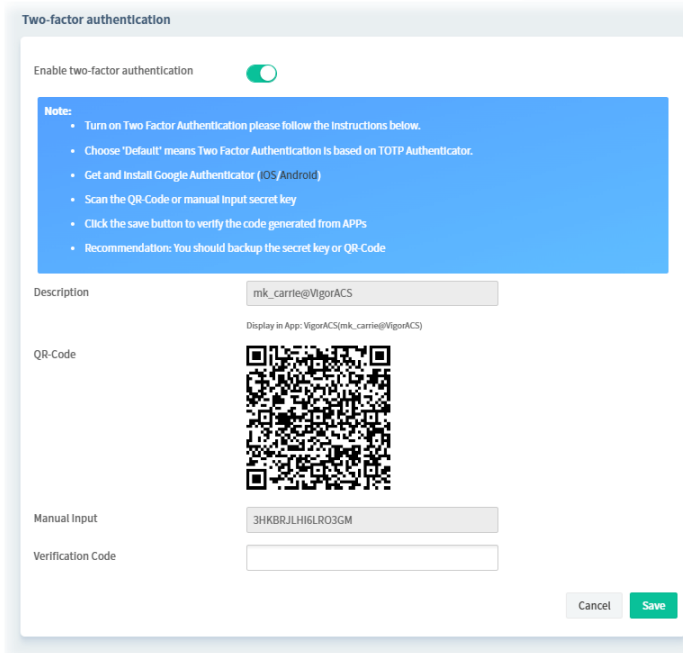 Two-factor authentication
Enable two-factor authentication
Note:
Turn on Two Factor Authentication please follow the Instructions below.
Choose 'Default' means Two Factor Authentication is based on TOTP Authenticator.
Get and Install Google Authenticator (iOS/Android)
Scan the QR-Code or manual Input secret key
Click the save button to verify the code generated from APPs
Recommendation: You should backup the secret key or QR-Code
Description
mk_carrie@VigorACS
Display in App: VigorACS(mk_carrie@VigorACS)
QR-Code
Manual Input
3HKBRJLHI6LRO3GM
Verification Code
Cancel
Save